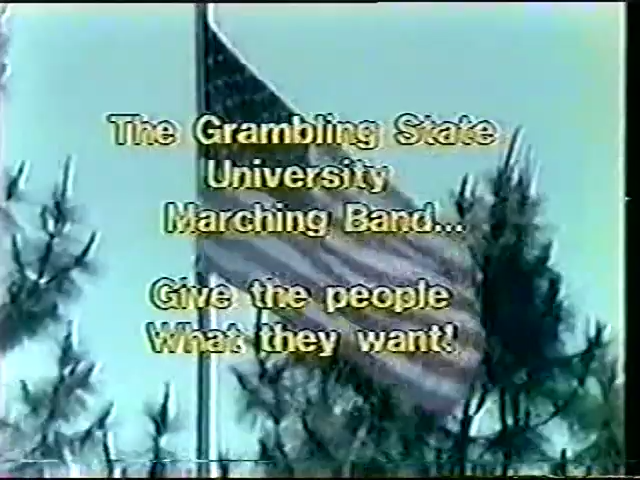 The Grambling State
University
Marching Band...
Give the people
What they want!